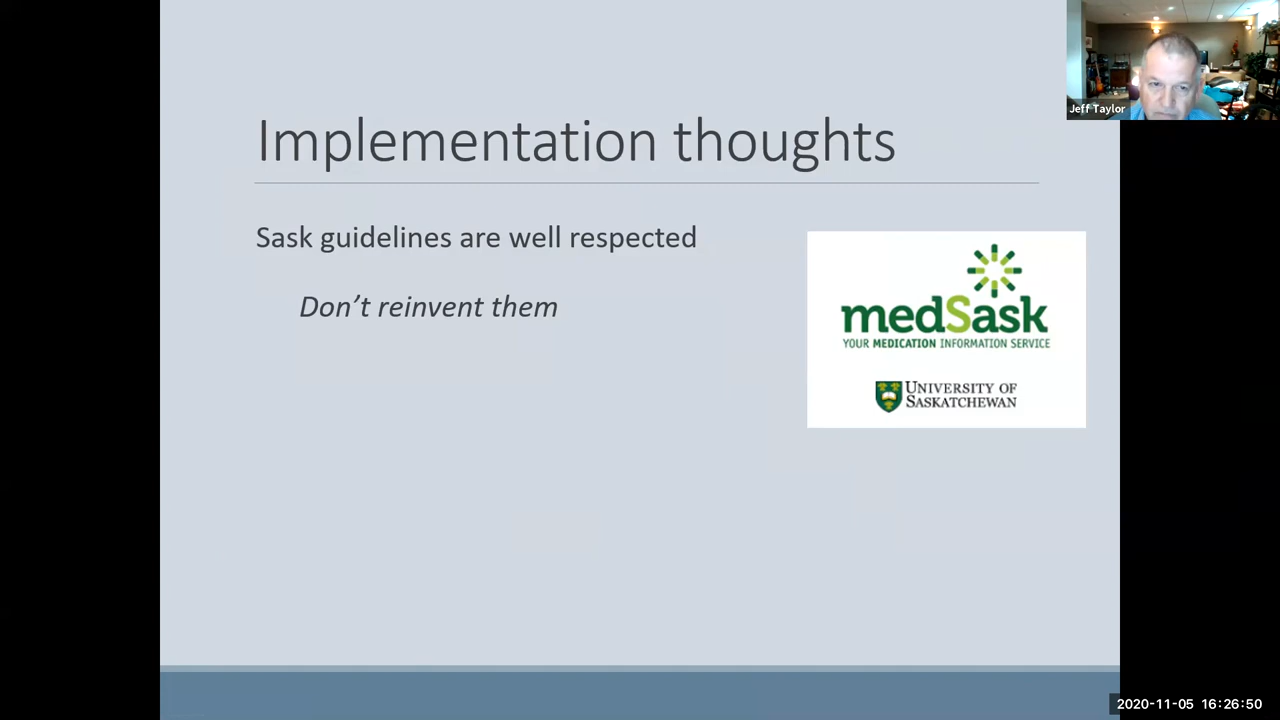 Implementation thoughts
Sask guidelines are well respected
Don’t reinvent them
medSask
YOUR MEDICATION INFORMATION SERVICE
UNIVERSITY OF
SASKATCHEWAN
Jeff Taylor
2020-11-05 16:26:50